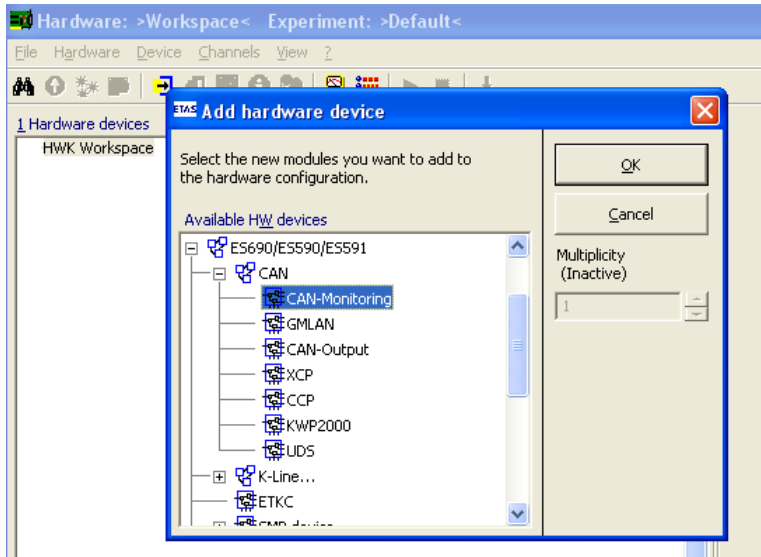 Hardware: >Workspace<  Experiment: >Default<
File Hardware Device Channels View ?
1 Hardware devices
HWK Workspace
ETAS Add hardware device
Select the new modules you want to add to
the hardware configuration.
Available HW devices
ES690/ES590/ES591
CAN
CAN-Monitoring
GMLAN
CAN-Output
XCP
CCP
KWP2000
UDS
K-Line...
ETKC
OK
Cancel
Multiplicity
(Inactive)
1